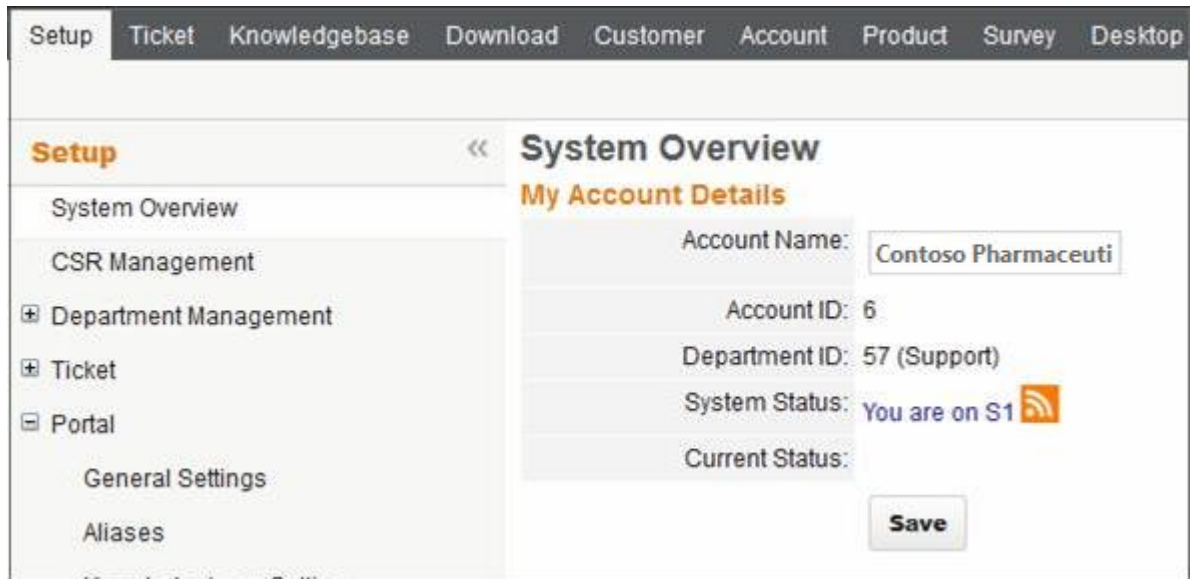 Setup Ticket Knowledgebase Download Customer Account Product Survey Desktop
Setup
System Overview
CSR Management
Department Management
Ticket
Portal
General Settings
Aliases
System Overview
My Account Details
Account Name: Contoso Pharmaceuti
Account ID: 6
Department ID: 57 (Support)
System Status: You are on S1
Current Status:
Save